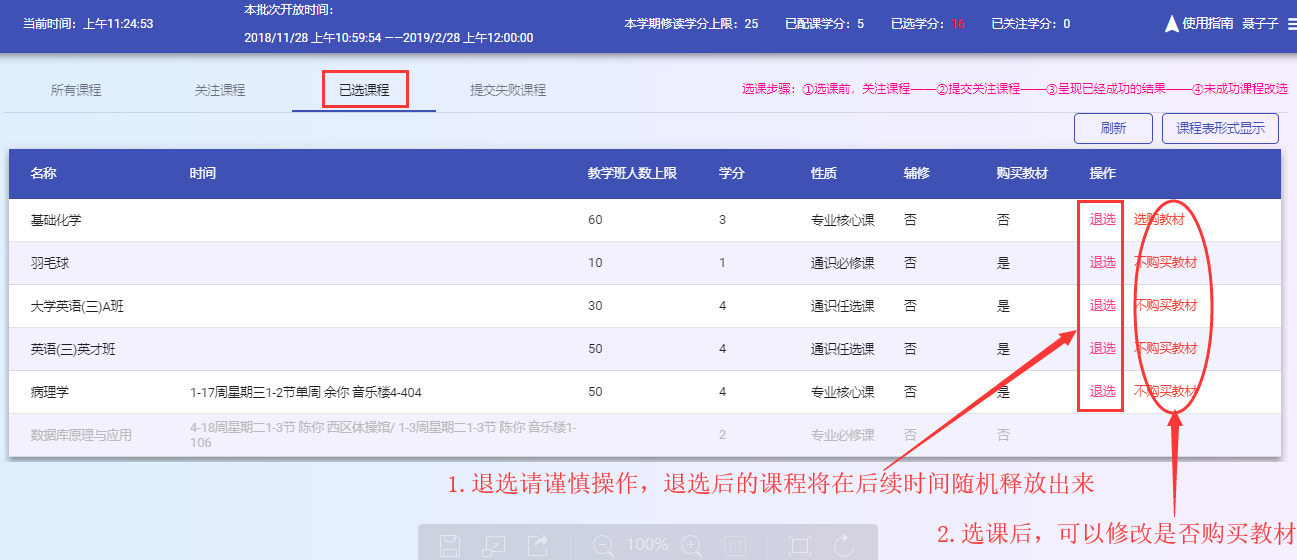 当前时间：上午11:24:53
本批次开放时间：
2018/11/28 上午10:59:54 ——2019/2/28 上午12:00:00
本学期修读学分上限：25 已配课学分：5 已选学分：16 已关注学分：0
使用指南 聂子子
所有课程 关注课程 已选课程 提交失败课程
选课步骤：①选课前，关注课程——②提交关注课程——③呈现已经成功的结果——④未成功课程改选
刷新 课程表形式显示
名称 时间 教学班人数上限 学分 性质 辅修 购买教材 操作
基础化学 60 3 专业核心课 否 否 退选 选购教材
羽毛球 10 1 通识必修课 否 是 退选 不购买教材
大学英语(三)A班 30 4 通识任选课 否 是 退选 不购买教材
英语(三)英才班 50 4 通识任选课 否 是 退选 不购买教材
病理学 1-17周星期三1-2节单周 余你 音乐楼4-404 50 4 专业核心课 否 是 退选 不购买教材
数据库原理与应用 4-18周星期二1-3节 陈你 西区体操馆/ 1-3周星期二1-3节 陈你 音乐楼1-
106 2 专业必修课 否 否
1.退选请谨慎操作，退选后的课程将在后续时间随机释放出来
2.选课后，可以修改是否购买教材
100% 1:1